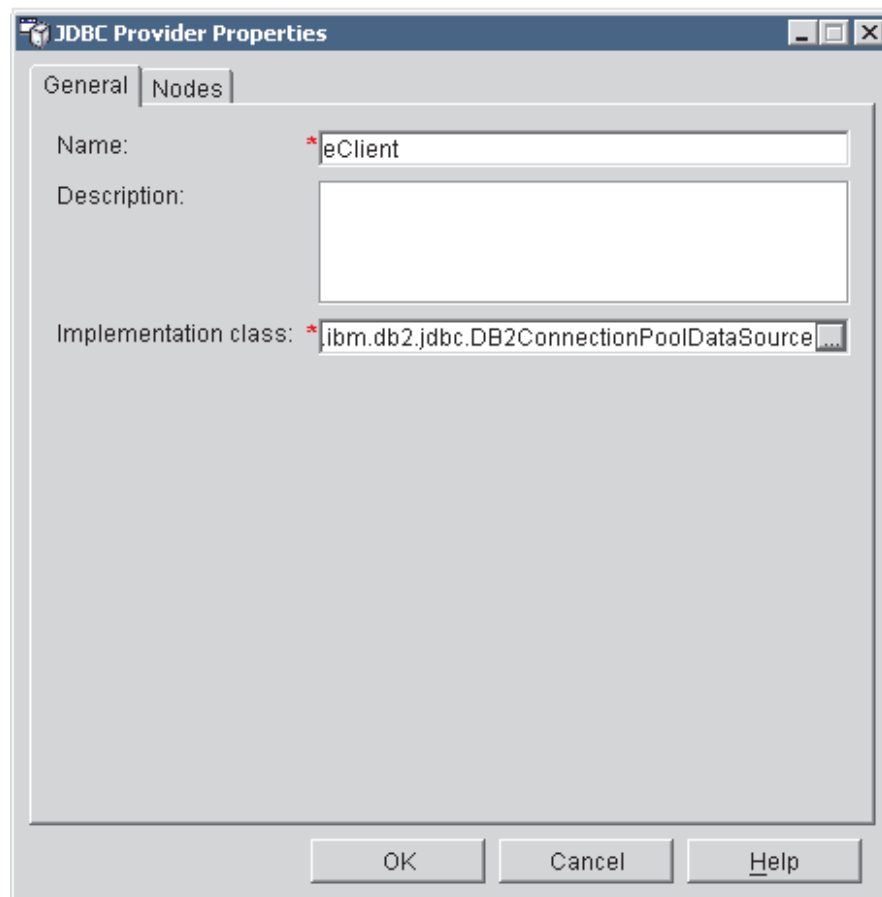 JDBC Provider Properties
General Nodes
Name: *eClient
Description:
Implementation class: *.ibm.db2.jdbc.DB2ConnectionPoolDataSource ...
OK Cancel Help